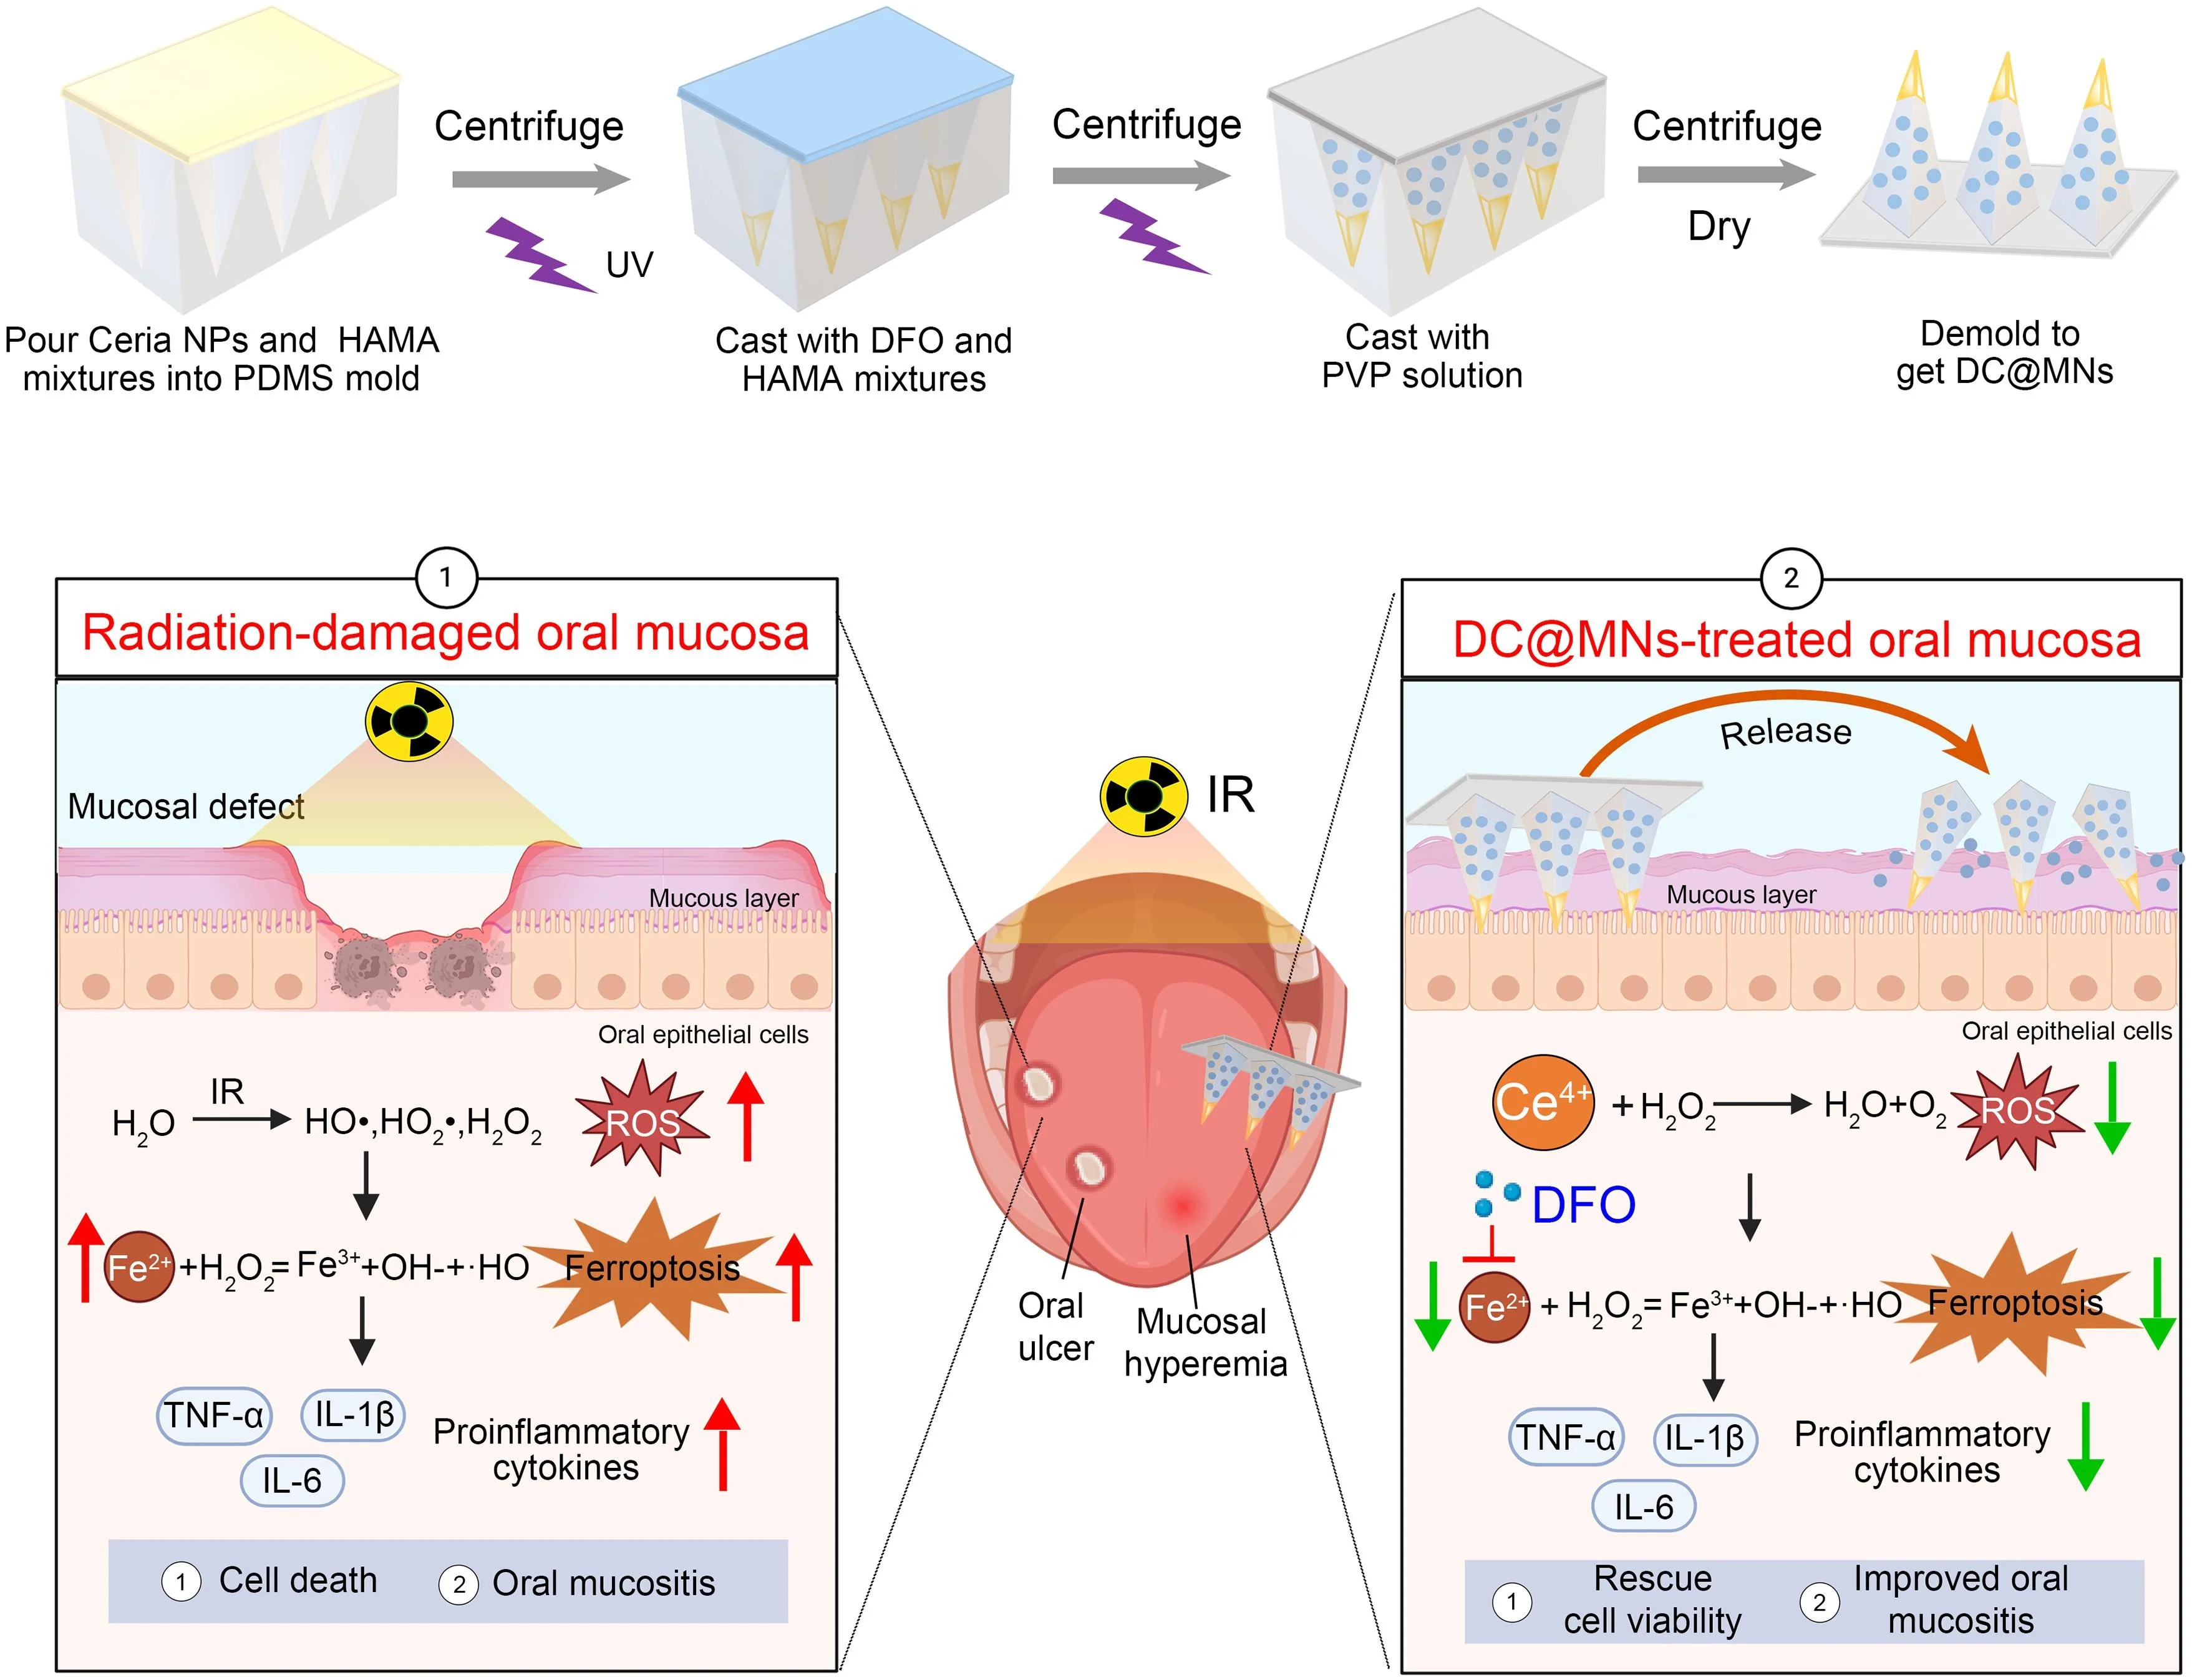 Centrifuge
UV
Centrifuge
Centrifuge
Dry
Pour Ceria NPs and HAMA
mixtures into PDMS mold
Cast with DFO and
HAMA mixtures
Cast with
PVP solution
Demold to
get DC@MNs
1
Radiation-damaged oral mucosa
Mucosal defect
Mucous layer
Oral epithelial cells
H₂O
IR
HO•,HO₂•,H₂O₂
ROS
Fe²⁺
+H₂O₂= Fe³⁺+OH-+·HO
Ferroptosis
TNF-α
IL-1β
IL-6
Proinflammatory
cytokines
1 Cell death
2 Oral mucositis
IR
Oral
ulcer
Mucosal
hyperemia
2
DC@MNs-treated oral mucosa
Release
Mucous layer
Oral epithelial cells
Ce⁴⁺
+H₂O₂
H₂O+O₂
ROS
DFO
Fe²⁺
+ H₂O₂= Fe³⁺+OH-+·HO
Ferroptosis
TNF-α
IL-1β
IL-6
Proinflammatory
cytokines
1
Rescue
cell viability
2
Improved oral
mucositis